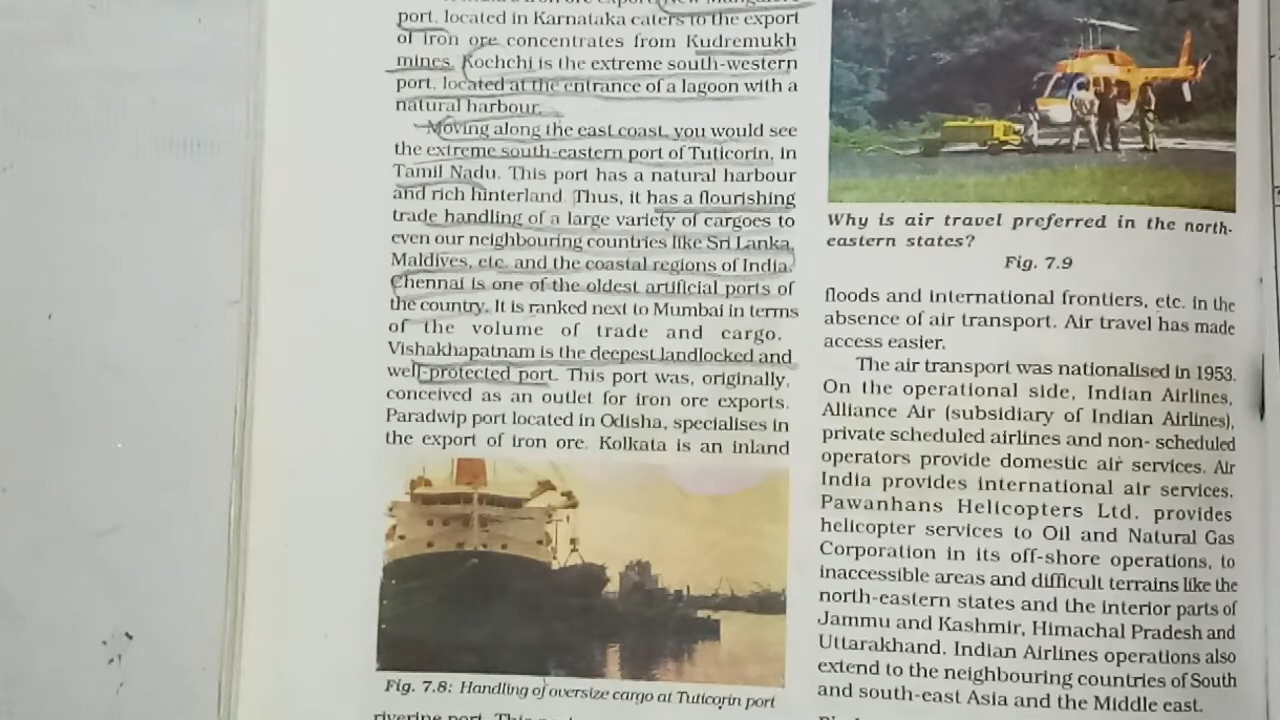 port, located in Karnataka caters to the export
of iron ore concentrates from Kudremukh
mines. Kochchi is the extreme south-western
port, located at the entrance of a lagoon with a
natural harbour.
Moving along the east coast, you would see
the extreme south-eastern port of Tuticorin, in
Tamil Nadu. This port has a natural harbour
and rich hinterland. Thus, it has a flourishing
trade handling of a large variety of cargoes to
even our neighbouring countries like Sri Lanka,
Maldives, etc. and the coastal regions of India.
Chennai is one of the oldest artificial ports of
the country. It is ranked next to Mumbai in terms
of the volume of trade and cargo.
Vishakhapatnam is the deepest landlocked and
well-protected port. This port was, originally,
conceived as an outlet for iron ore exports.
Paradwip port located in Odisha, specialises in
the export of iron ore. Kolkata is an inland
Fig. 7.8: Handling of oversize cargo at Tuticorin port
riverine port. This
Why is air travel preferred in the north-
eastern states?
Fig. 7.9
floods and international frontiers, etc. in the
absence of air transport. Air travel has made
access easier.
The air transport was nationalised in 1953.
On the operational side, Indian Airlines,
Alliance Air (subsidiary of Indian Airlines),
private scheduled airlines and non- scheduled
operators provide domestic air services. Air
India provides international air services.
Pawanhans Helicopters Ltd. provides
helicopter services to Oil and Natural Gas
Corporation in its off-shore operations, to
inaccessible areas and difficult terrains like the
north-eastern states and the interior parts of
Jammu and Kashmir, Himachal Pradesh and
Uttarakhand. Indian Airlines operations also
extend to the neighbouring countries of South
and south-east Asia and the Middle east.